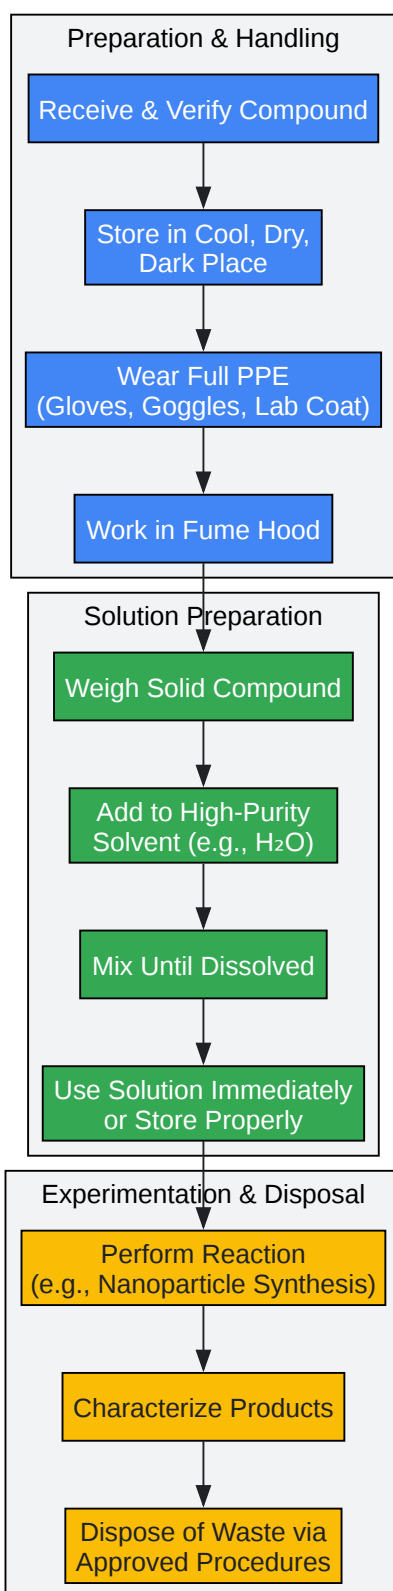 Preparation & Handling
Receive & Verify Compound
Store in Cool, Dry,
Dark Place
Wear Full PPE
(Gloves, Goggles, Lab Coat)
Work in Fume Hood
Solution Preparation
Weigh Solid Compound
Add to High-Purity
Solvent (e.g., H₂O)
Mix Until Dissolved
Use Solution Immediately
or Store Properly
Experimentation & Disposal
Perform Reaction
(e.g., Nanoparticle Synthesis)
Characterize Products
Dispose of Waste via
Approved Procedures